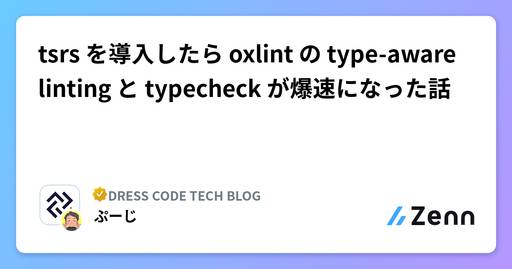 tsrs を導入したら oxlint の type-aware
linting と typecheck が爆速になった話
DRESS CODE TECH BLOG
ぷーじ
Zenn